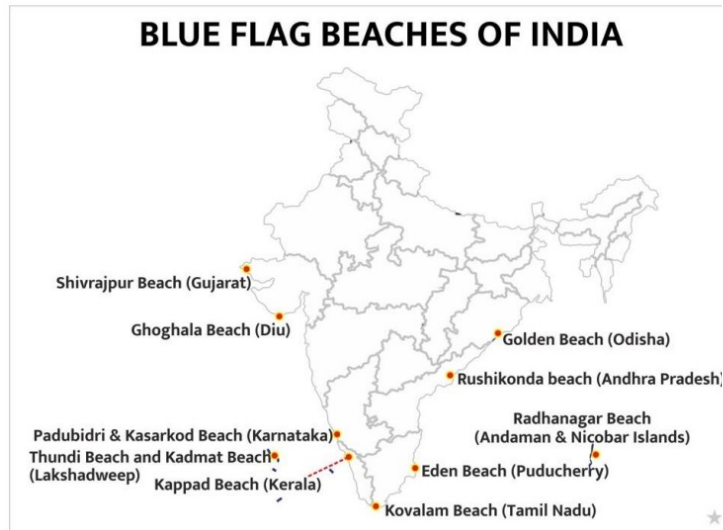 BLUE FLAG BEACHES OF INDIA
Shivrajpur Beach (Gujarat)
Ghoghala Beach (Diu)
Golden Beach (Odisha)
Rushikonda beach (Andhra Pradesh)
Radhanagar Beach
(Andaman & Nicobar Islands)
Padubidri & Kasarkod Beach (Karnataka)
Thundi Beach and Kadmat Beach
(Lakshadweep)
Kappad Beach (Kerala)
Eden Beach (Puducherry)
Kovalam Beach (Tamil Nadu)